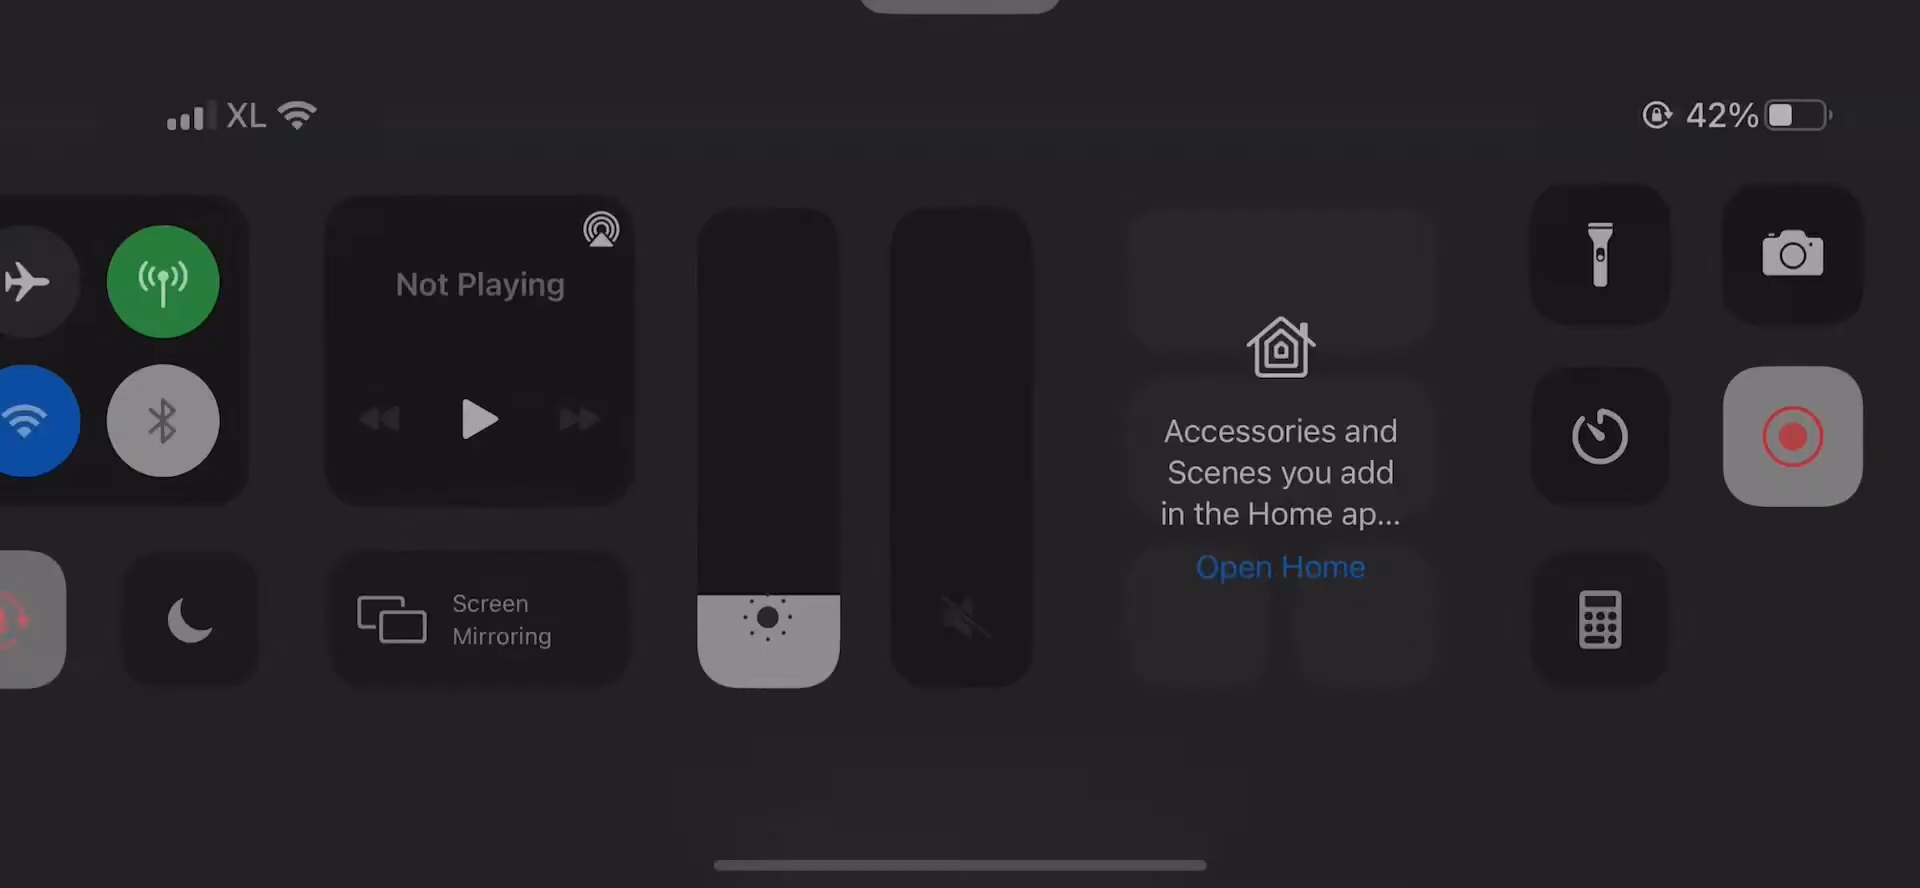 XL
42%
Not Playing
Screen
Mirroring
Accessories and
Scenes you add
in the Home ap...
Open Home